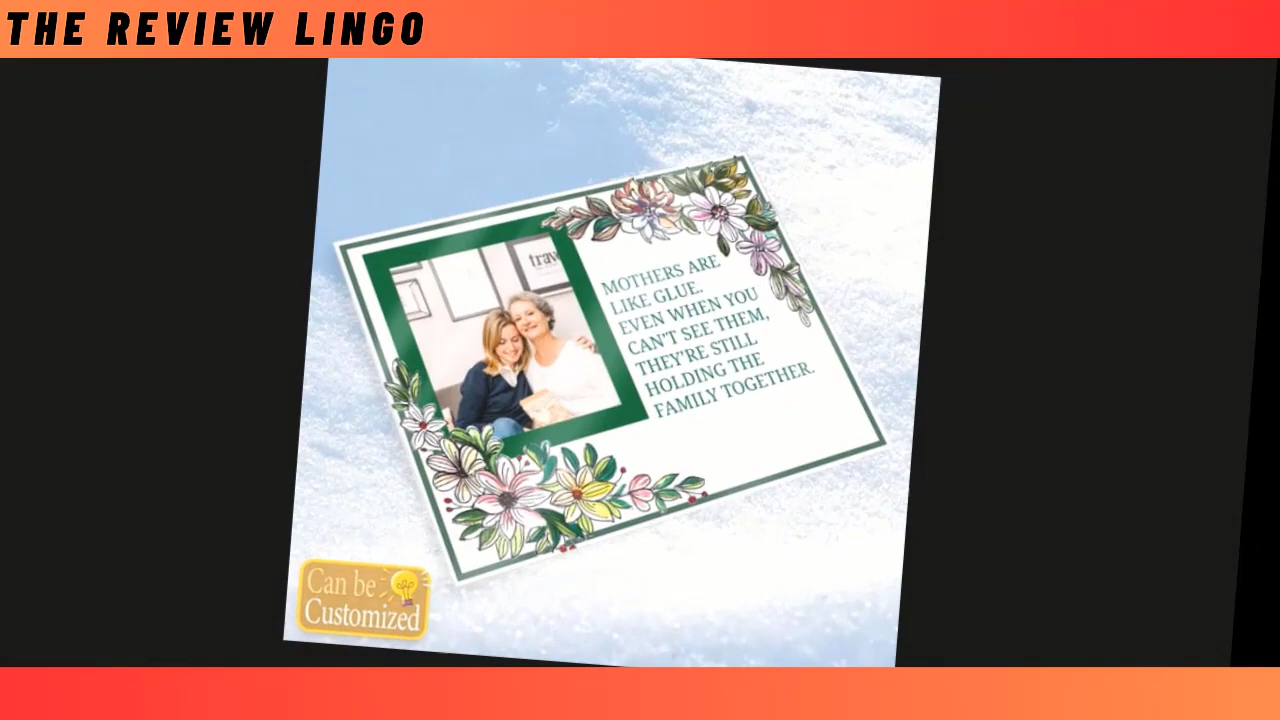 THE REVIEW LINGO
trav
MOTHERS ARE
LIKE GLUE.
EVEN WHEN YOU
CAN'T SEE THEM,
THEY'RE STILL
HOLDING THE
FAMILY TOGETHER.
Can be
Customized